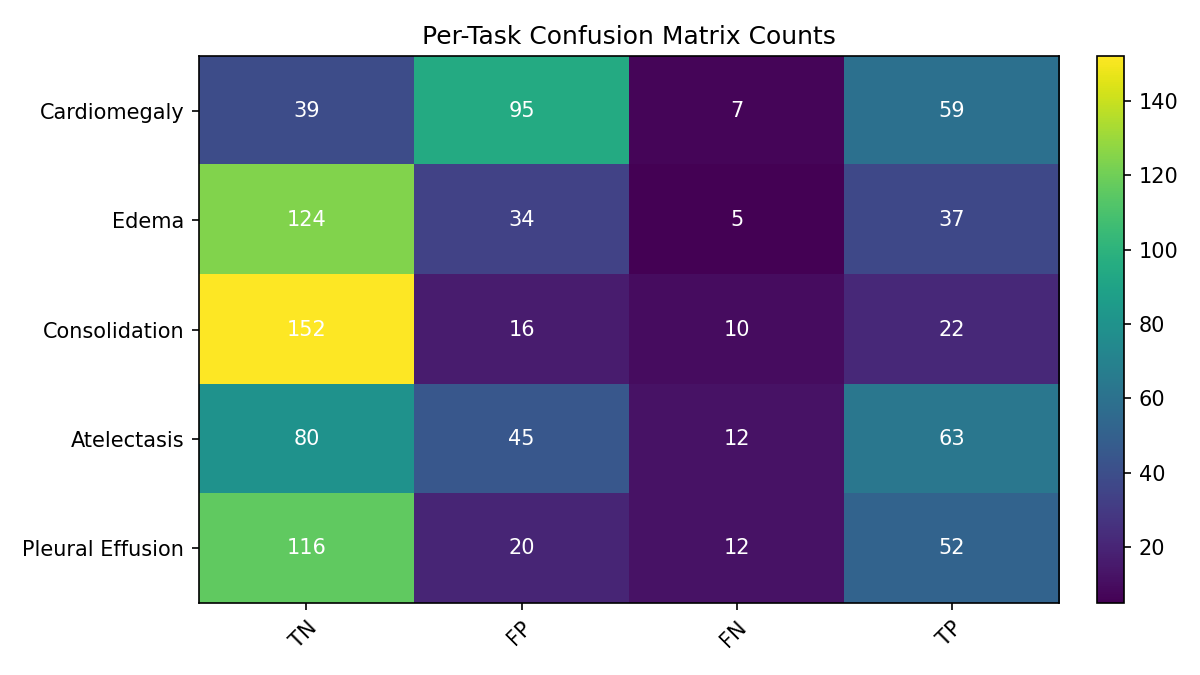 Per-Task Confusion Matrix Counts
Cardiomegaly 39 95 7 59
Edema 124 34 5 37
Consolidation 152 16 10 22
Atelectasis 80 45 12 63
Pleural Effusion 116 20 12 52
TN FP FN TP
140
120
100
80
60
40
20